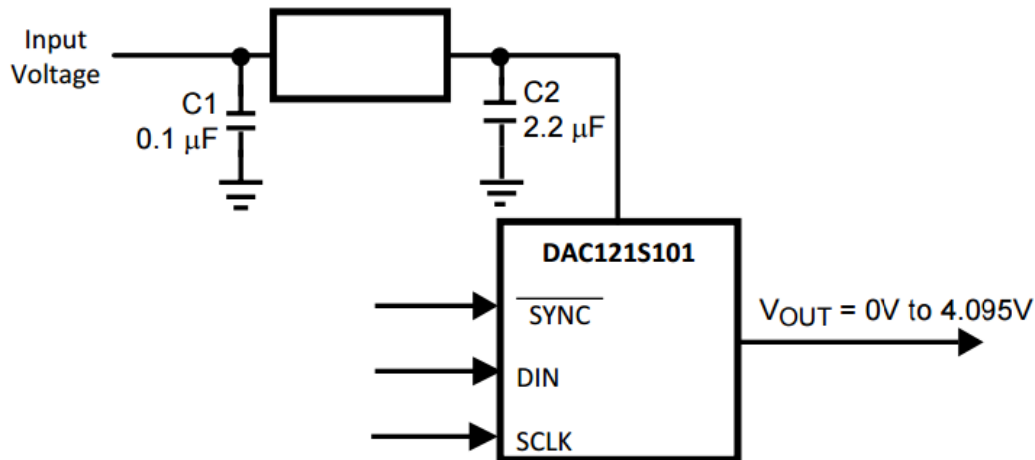 Input
Voltage
C1
0.1 μF
C2
2.2 μF
DAC121S101
SYNC
DIN
SCLK
VOUT = 0V to 4.095V